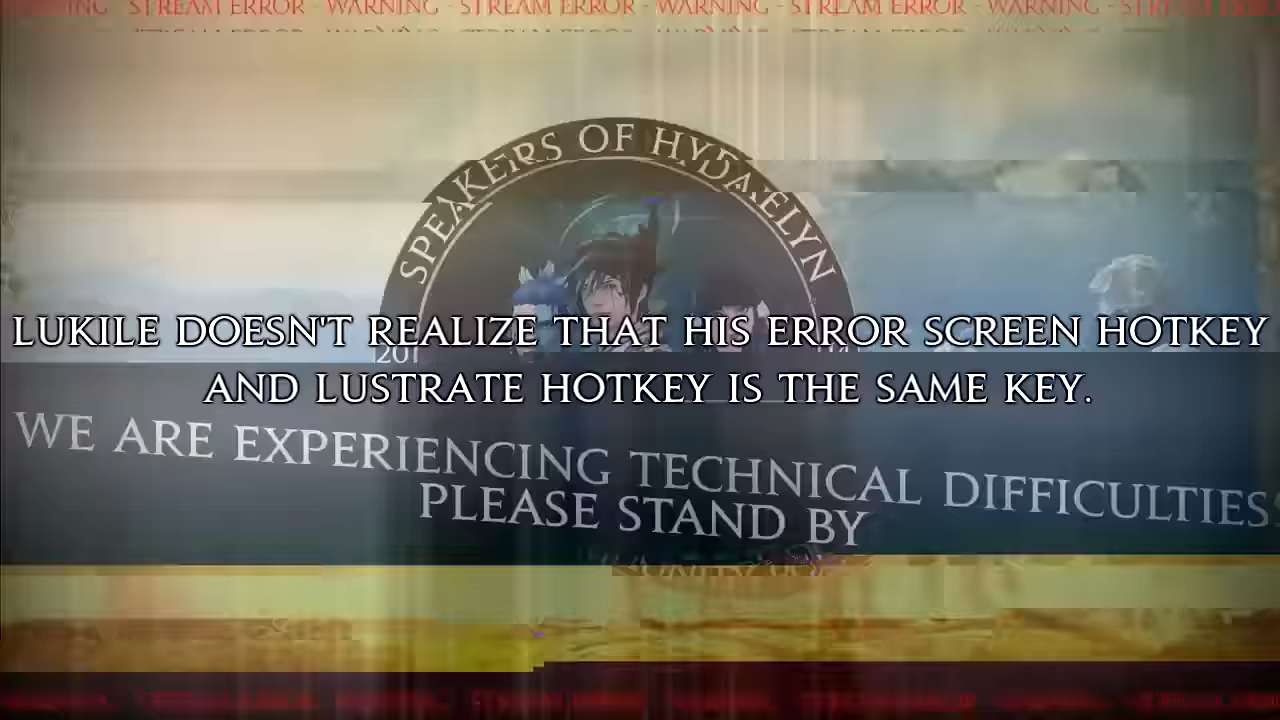 WARNING - STREAM ERROR - WARNING - STREAM ERROR - WARNING - STREAM ERROR - WARNING - STREAM
SPEAKERS OF HYDAELYN
LUKILE DOESN'T REALIZE THAT HIS ERROR SCREEN HOTKEY
AND LUSTRATE HOTKEY IS THE SAME KEY.
WE ARE EXPERIENCING TECHNICAL DIFFICULTIES
PLEASE STAND BY